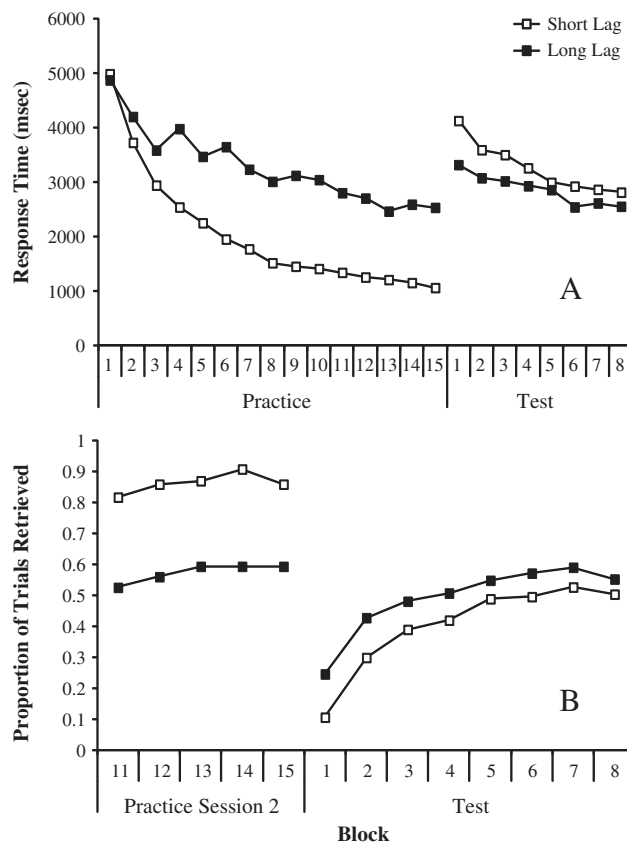 Short Lag
Long Lag
Response Time (msec)
6000
5000
4000
3000
2000
1000
0
A
1 2 3 4 5 6 7 8 9 10 11 12 13 14 15 1 2 3 4 5 6 7 8
Practice Test
Proportion of Trials Retrieved
1
0.9
0.8
0.7
0.6
0.5
0.4
0.3
0.2
0.1
0
B
11 12 13 14 15 1 2 3 4 5 6 7 8
Practice Session 2 Test
Block